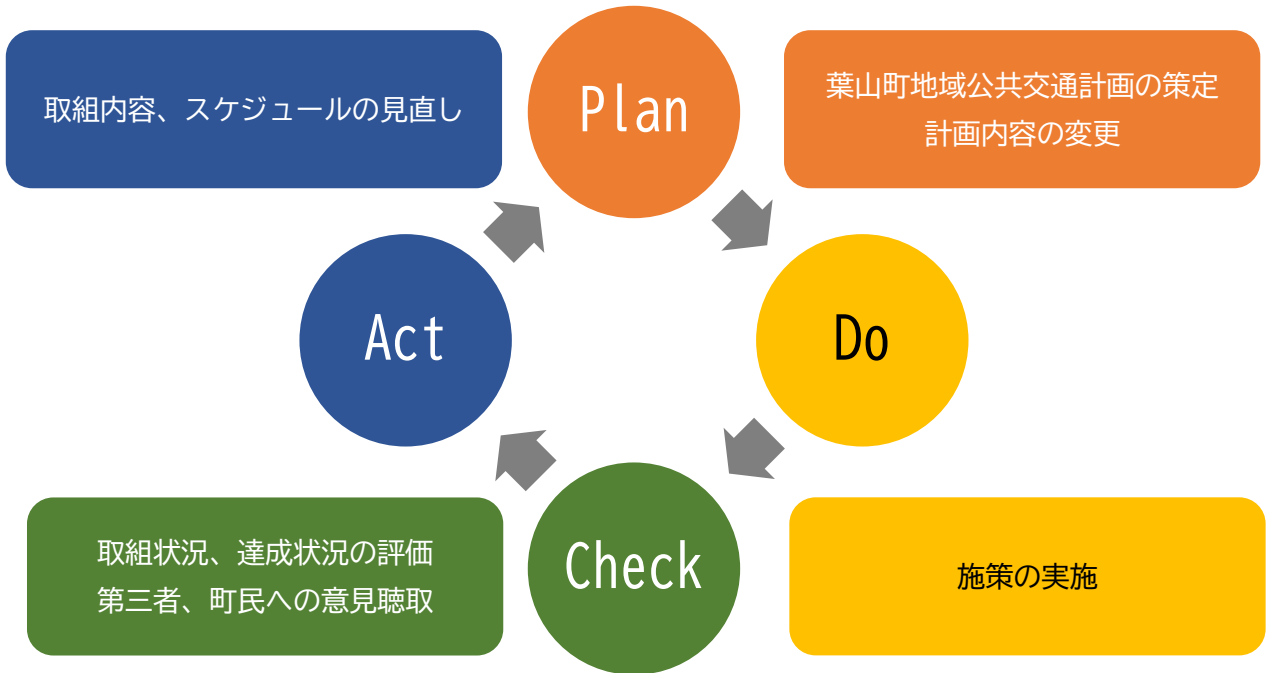 取組内容、スケジュールの見直し
Plan
葉山町地域公共交通計画の策定
計画内容の変更
Act
Do
取組状況、達成状況の評価
第三者、町民への意見聴取
Check
施策の実施